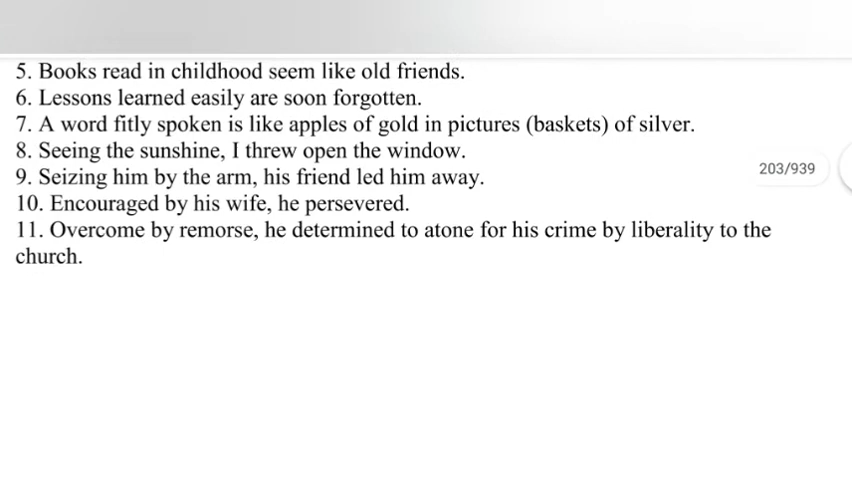 5. Books read in childhood seem like old friends.
6. Lessons learned easily are soon forgotten.
7. A word fitly spoken is like apples of gold in pictures (baskets) of silver.
8. Seeing the sunshine, I threw open the window.
203/939
9. Seizing him by the arm, his friend led him away.
10. Encouraged by his wife, he persevered.
11. Overcome by remorse, he determined to atone for his crime by liberality to the
church.